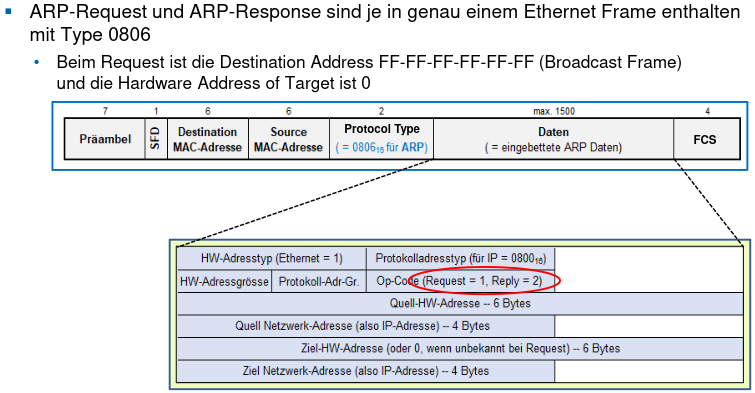 ARP-Request und ARP-Response sind je in genau einem Ethernet Frame enthalten
mit Type 0806
Beim Request ist die Destination Address FF-FF-FF-FF-FF-FF (Broadcast Frame)
und die Hardware Address of Target ist 0
7 1 6 6 2 max. 1500 4
Präambel
SFD
Destination
MAC-Adresse
Source
MAC-Adresse
Protocol Type
( = 0806₁₆ für ARP)
Daten
( = eingebettete ARP Daten)
FCS
HW-Adresstyp (Ethernet = 1) Protokolladresstyp (für IP = 0800₁₆)
HW-Adressgrösse Protokoll-Adr-Gr. Op-Code (Request = 1, Reply = 2)
Quell-HW-Adresse -- 6 Bytes
Quell Netzwerk-Adresse (also IP-Adresse) -- 4 Bytes
Ziel-HW-Adresse (oder 0, wenn unbekannt bei Request) -- 6 Bytes
Ziel Netzwerk-Adresse (also IP-Adresse) -- 4 Bytes